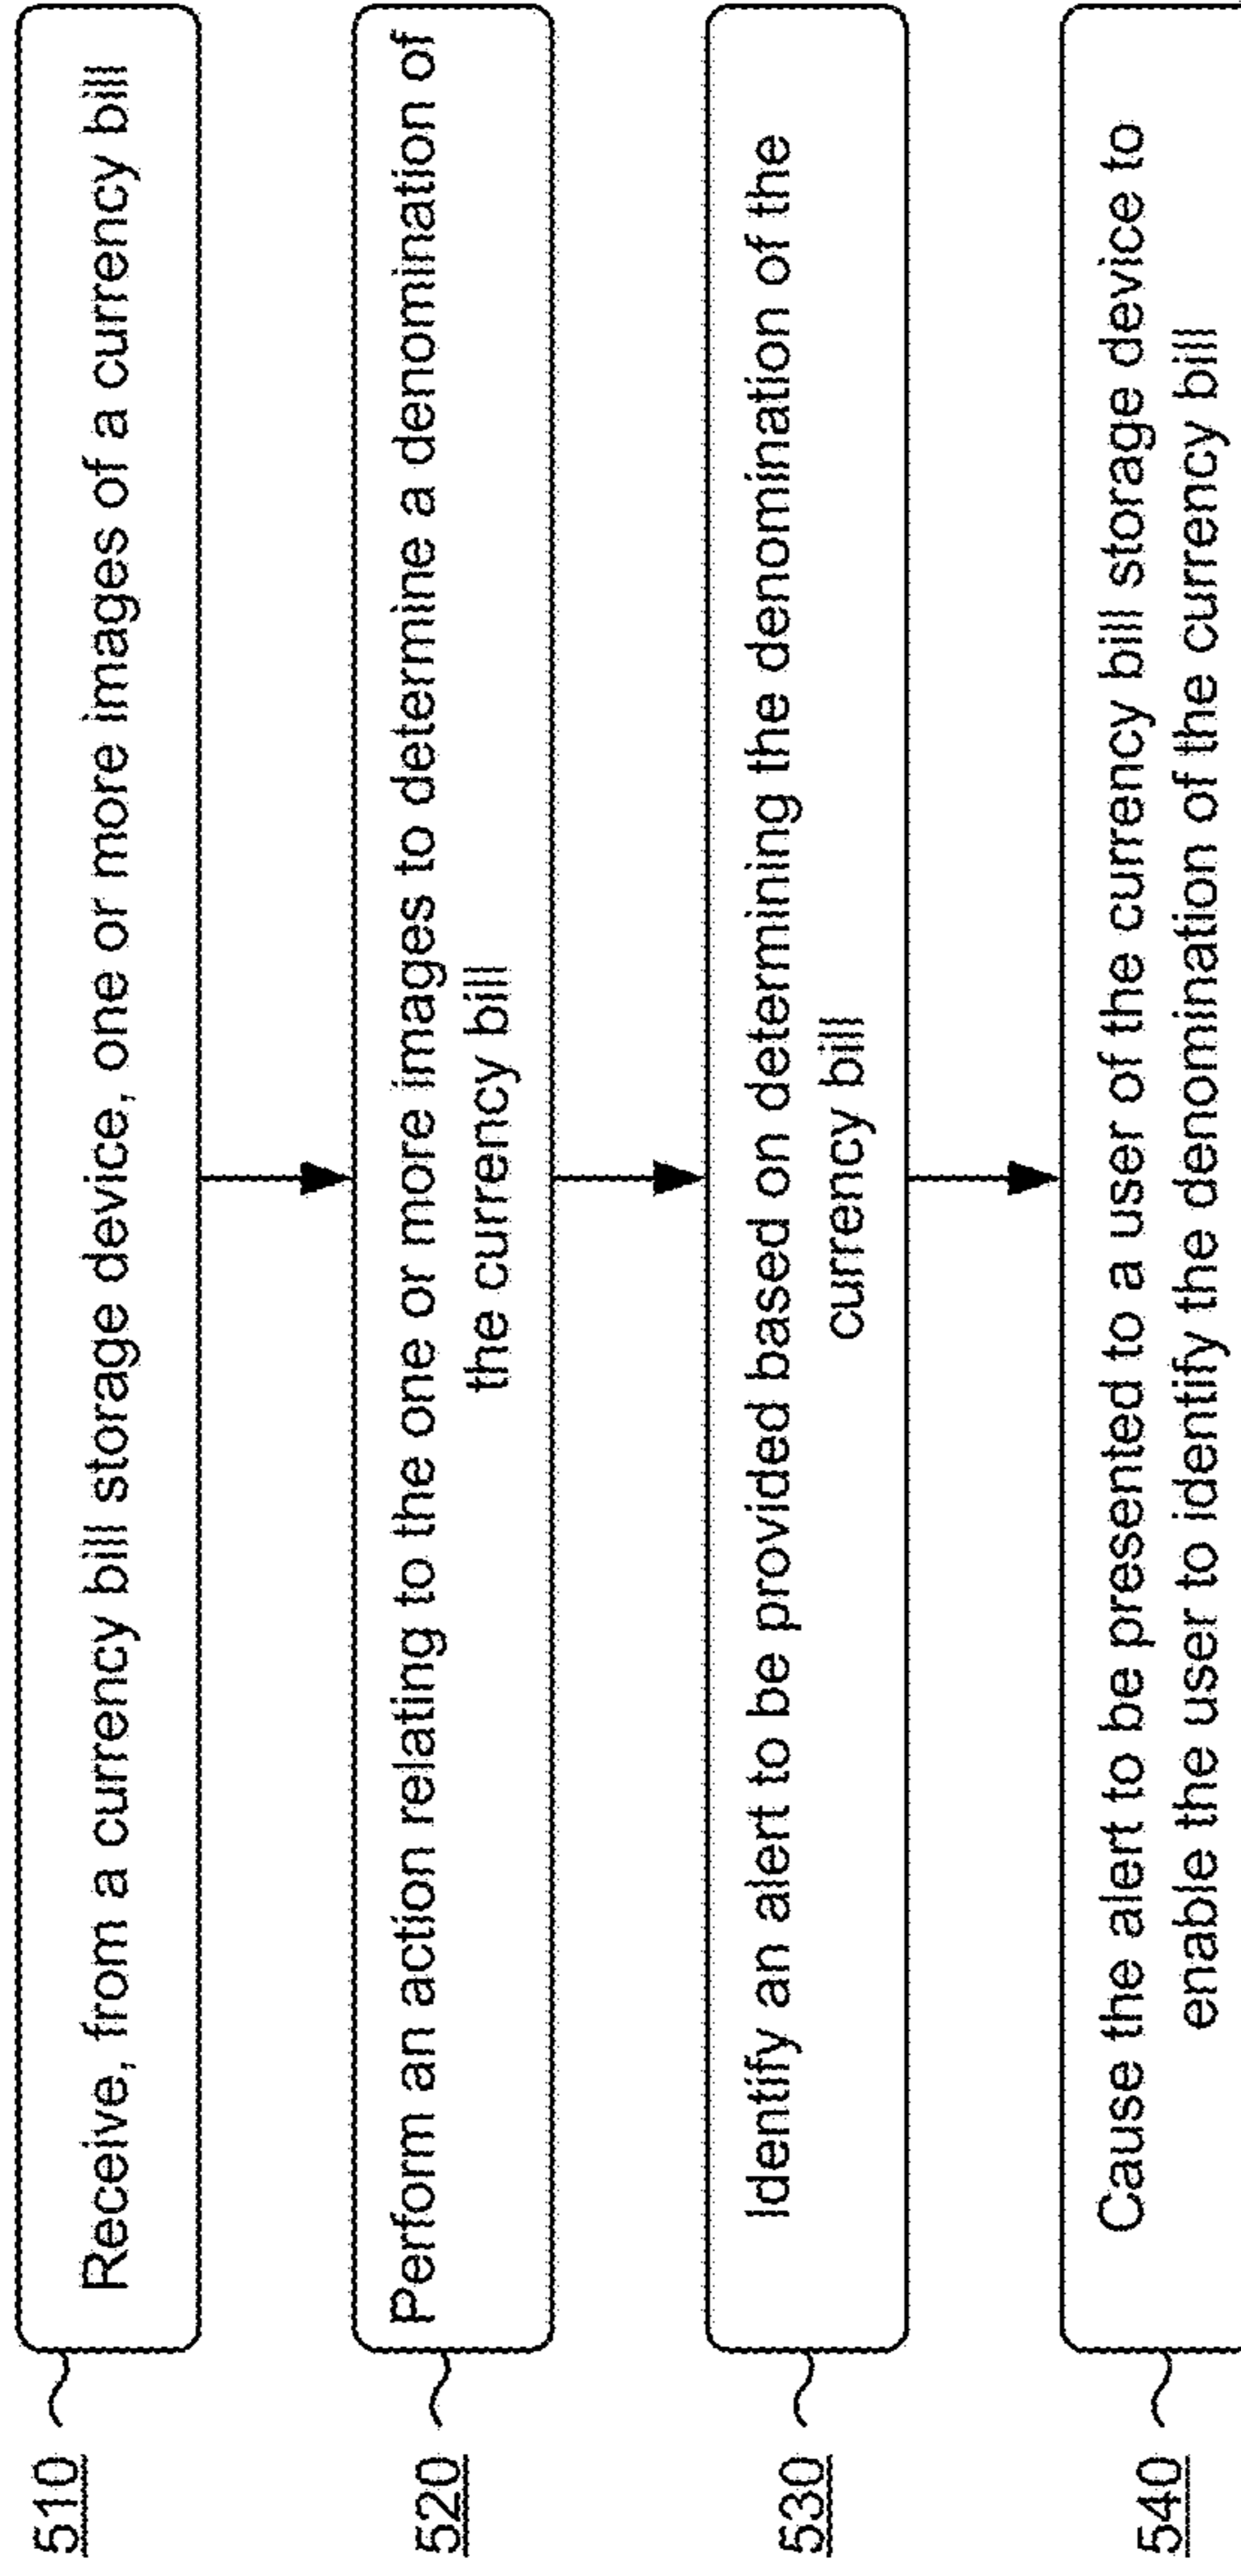 510
Receive, from a currency bill storage device, one or more images of a currency bill
520
Perform an action relating to the one or more images to determine a denomination of
the currency bill
530
Identify an alert to be provided based on determining the denomination of the
currency bill
540
Cause the alert to be presented to a user of the currency bill storage device to
enable the user to identify the denomination of the currency bill